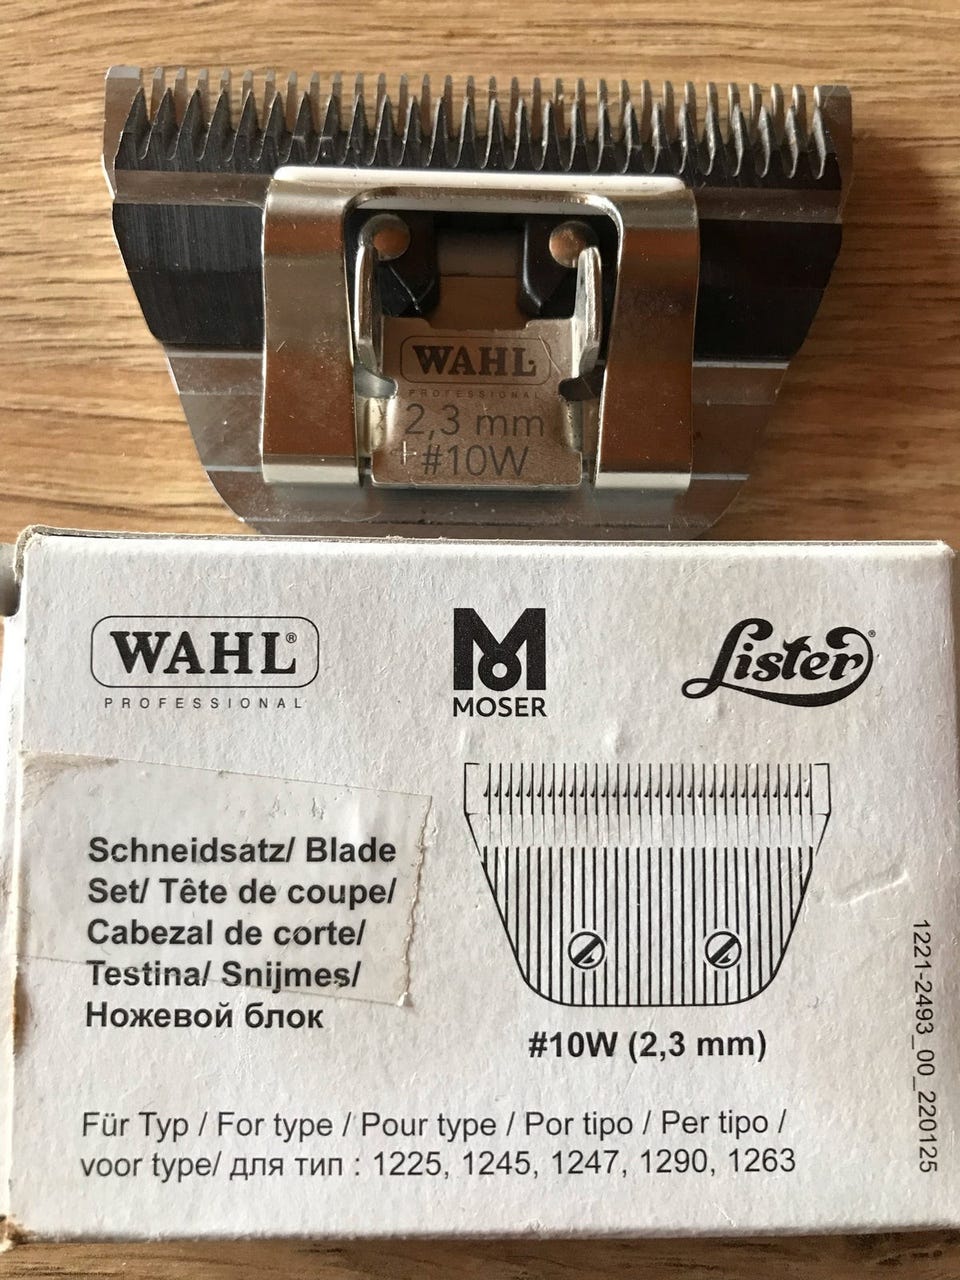 WAHL
PROFESSIONAL
2,3 mm
+#10W
WAHL®
PROFESSIONAL
M
MOSER
Lister®
Schneidsatz/ Blade
Set/ Tête de coupe/
Cabezal de corte/
Testina/ Snijmes/
Ножевой блок
#10W (2,3 mm)
1221-2493_00_220125
Für Typ / For type / Pour type / Por tipo / Per tipo /
voor type/ для тип : 1225, 1245, 1247, 1290, 1263